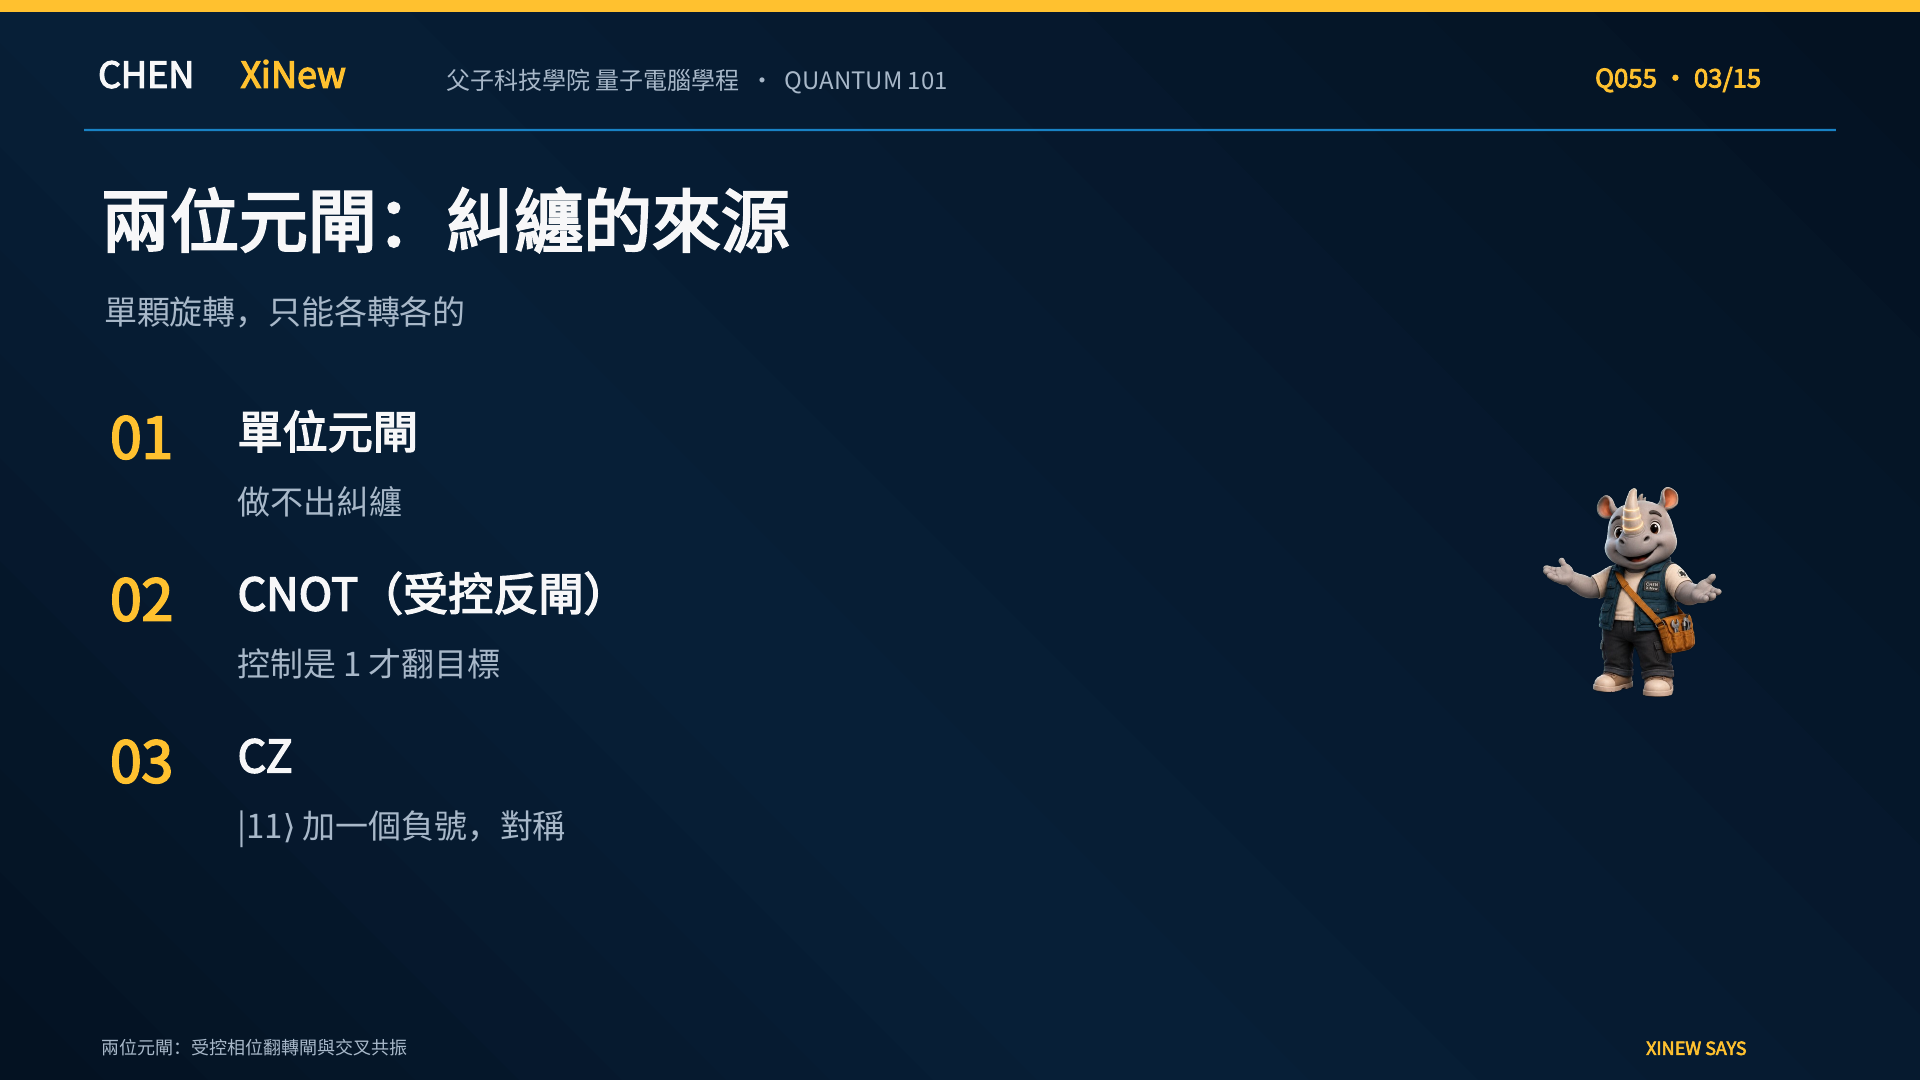 CHEN XiNew 父子科技學院 量子電腦學程 · QUANTUM 101 Q055 · 03/15
兩位元閘：糾纏的來源
單顆旋轉，只能各轉各的
01 單位元閘
做不出糾纏
02 CNOT（受控反閘）
控制是 1 才翻目標
03 CZ
|11⟩ 加一個負號，對稱
兩位元閘：受控相位翻轉閘與交叉共振 XINEW SAYS